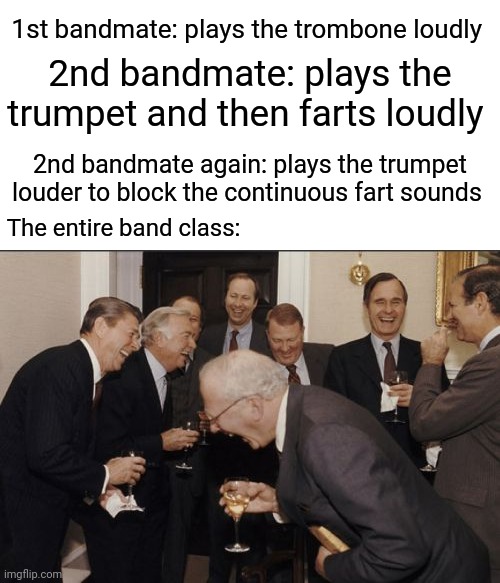 1st bandmate: plays the trombone loudly
2nd bandmate: plays the
trumpet and then farts loudly
2nd bandmate again: plays the trumpet
louder to block the continuous fart sounds
The entire band class:
imgflip.com